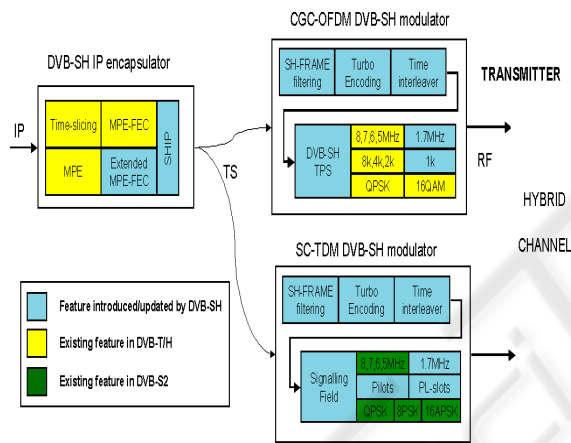 CGC-OFDM DVB-SH modulator
DVB-SH IP encapsulator
SH-FRAME filtering
Turbo Encoding
Time interleaver
TRANSMITTER
IP
Time-slicing
MPE-FEC
MPE
Extended MPE-FEC
SHIP
TS
DVB-SH TPS
8,7,6,5MHz
1.7MHz
8k,4k,2k
1k
QPSK
16QAM
RF
HYBRID
CHANNEL
SC-TDM DVB-SH modulator
SH-FRAME filtering
Turbo Encoding
Time interleaver
Signalling Field
8,7,6,5MHz
1.7MHz
Pilots
PL-slots
QPSK
8PSK
16APSK
Feature introduced/updated by DVB-SH
Existing feature in DVB-T/H
Existing feature in DVB-S2